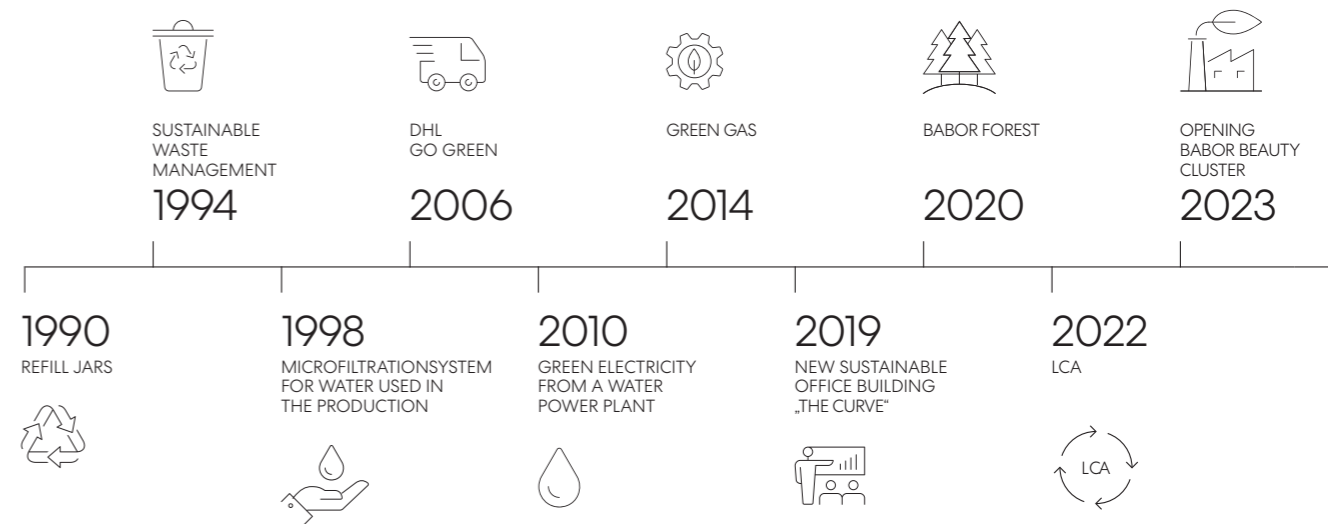 SUSTAINABLE
WASTE
MANAGEMENT
1994
DHL
GO GREEN
2006
GREEN GAS
2014
BABOR FOREST
2020
OPENING
BABOR BEAUTY
CLUSTER
2023
1990
REFILL JARS
1998
MICROFILTRATIONSYSTEM
FOR WATER USED IN
THE PRODUCTION
2010
GREEN ELECTRICITY
FROM A WATER
POWER PLANT
2019
NEW SUSTAINABLE
OFFICE BUILDING
„THE CURVE“
2022
LCA
LCA